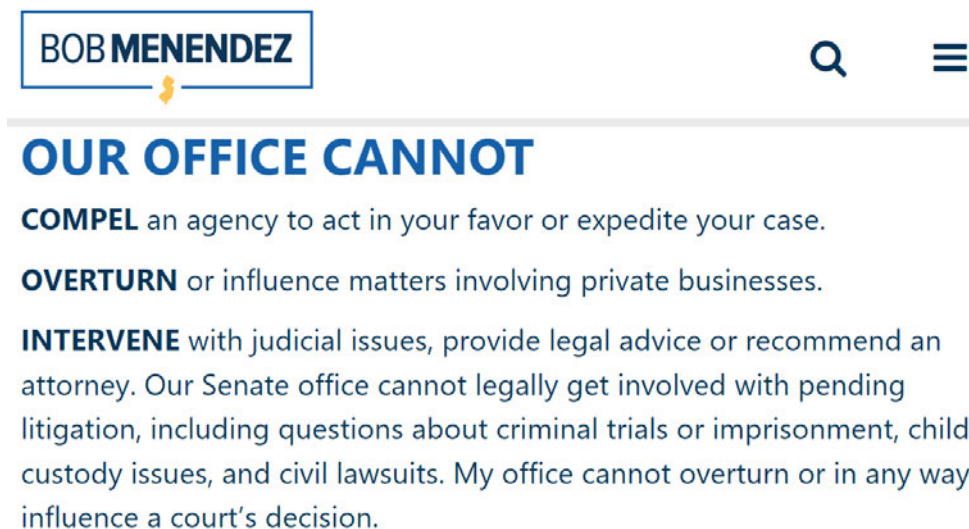 BOB MENENDEZ
OUR OFFICE CANNOT
COMPEL an agency to act in your favor or expedite your case.
OVERTURN or influence matters involving private businesses.
INTERVENE with judicial issues, provide legal advice or recommend an
attorney. Our Senate office cannot legally get involved with pending
litigation, including questions about criminal trials or imprisonment, child
custody issues, and civil lawsuits. My office cannot overturn or in any way
influence a court’s decision.